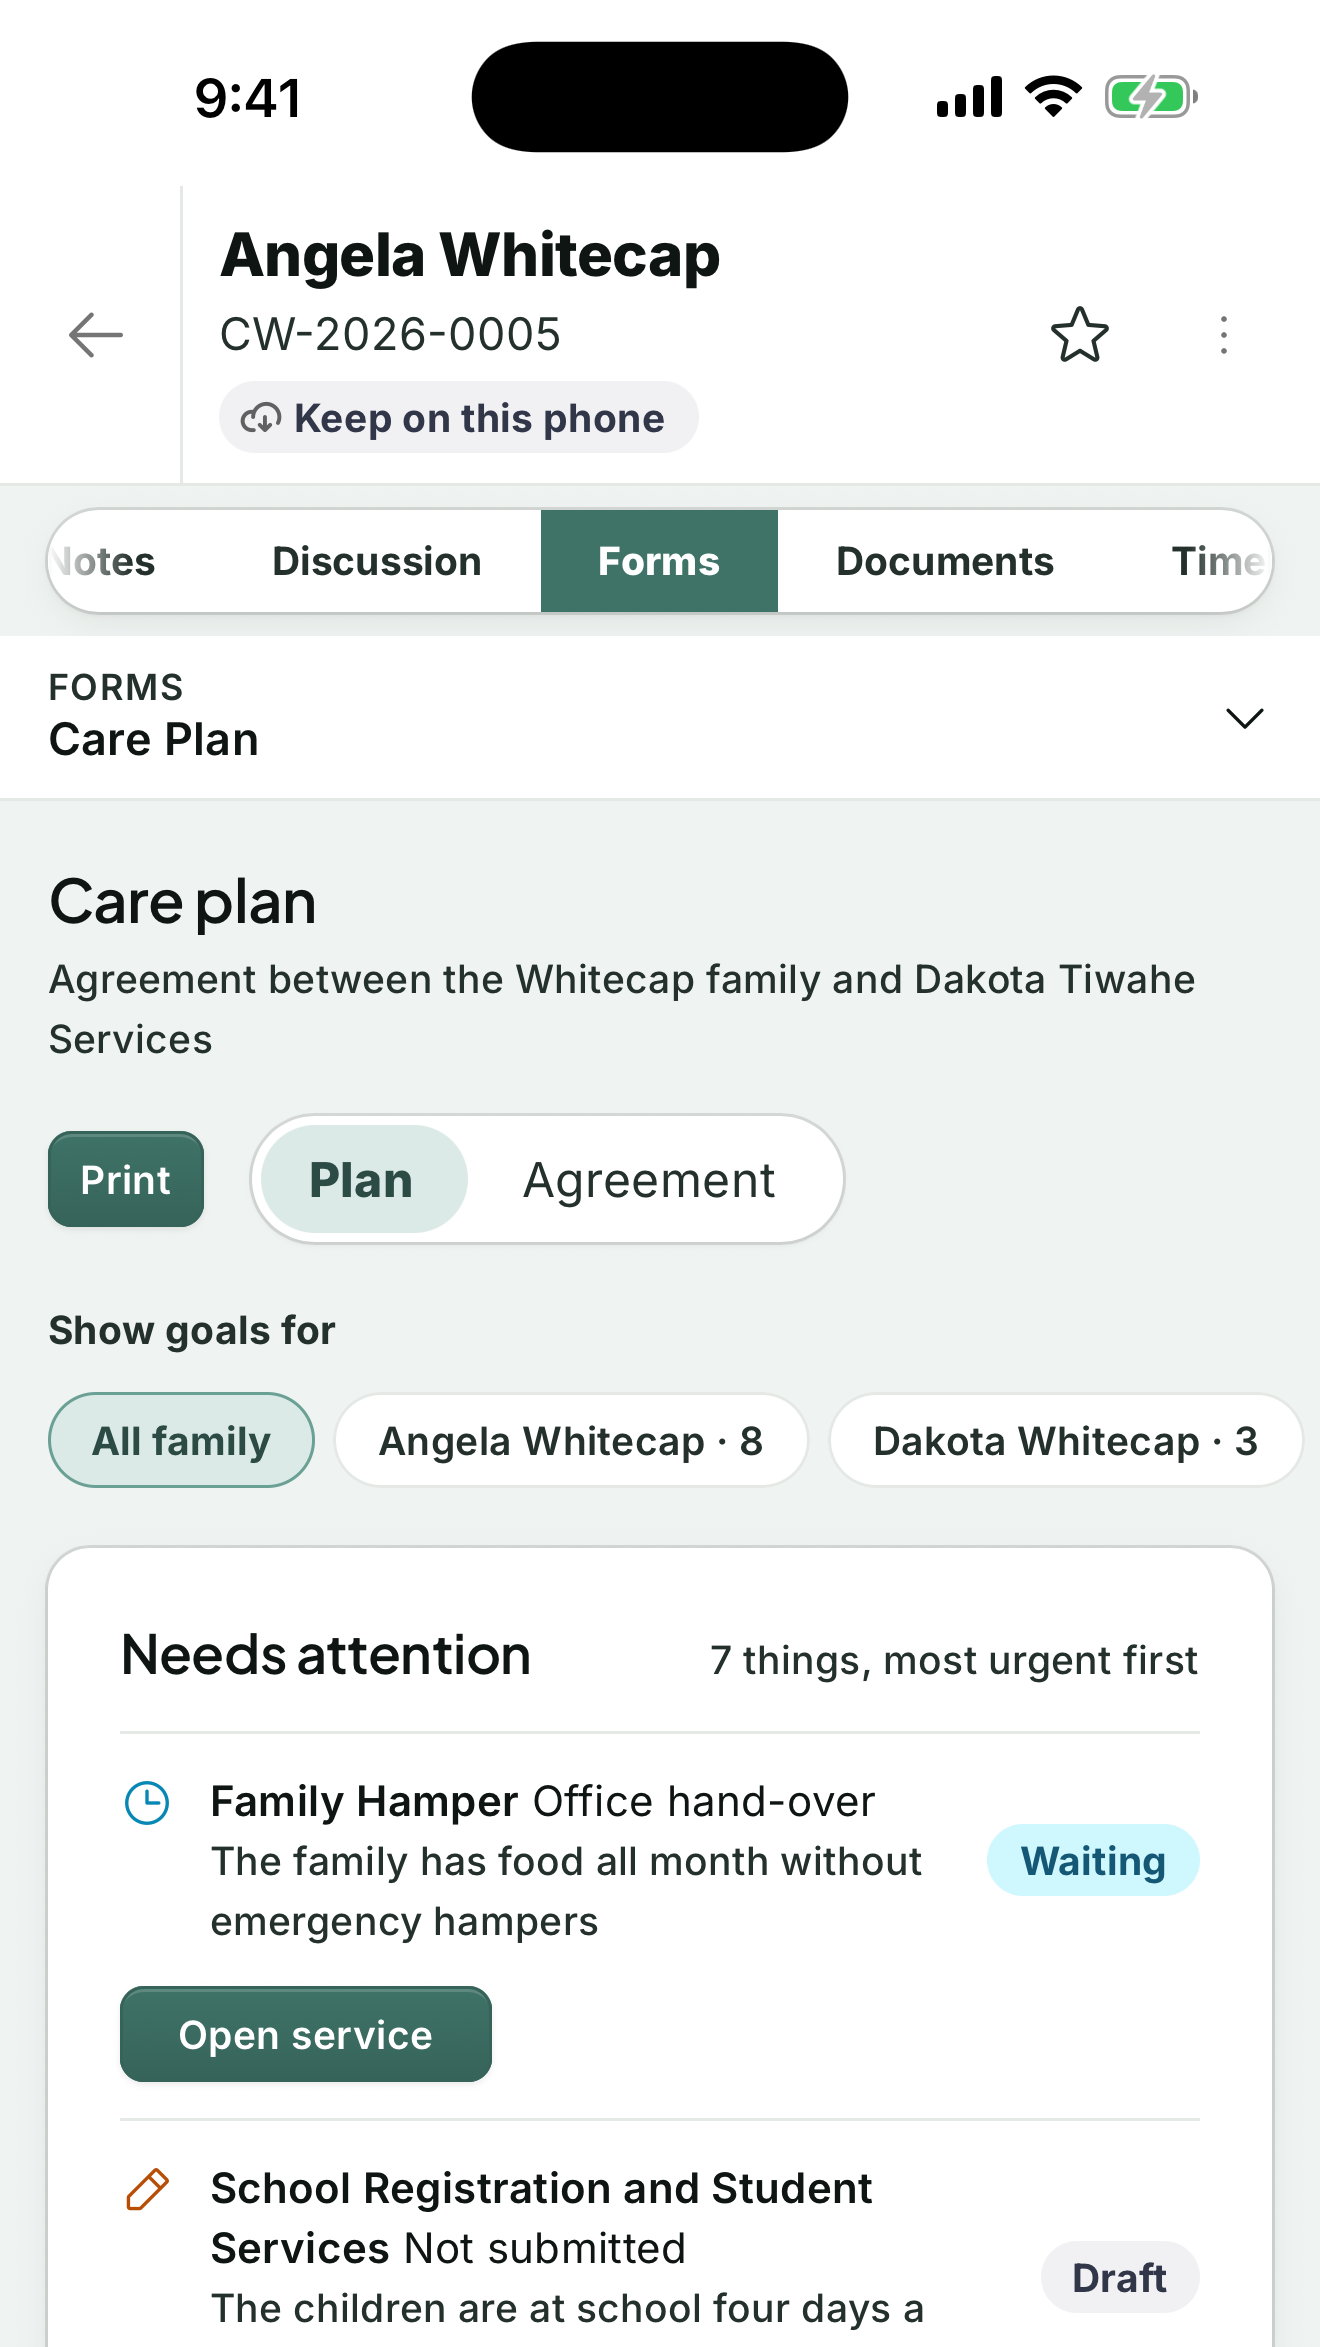 9:41
Angela Whitecap
CW-2026-0005
Keep on this phone
Notes Discussion Forms Documents Time
FORMS
Care Plan
Care plan
Agreement between the Whitecap family and Dakota Tiwahe
Services
Print Plan Agreement
Show goals for
All family Angela Whitecap · 8 Dakota Whitecap · 3
Needs attention 7 things, most urgent first
Family Hamper Office hand-over
The family has food all month without
emergency hampers
Waiting
Open service
School Registration and Student
Services Not submitted
Draft
The children are at school four days a